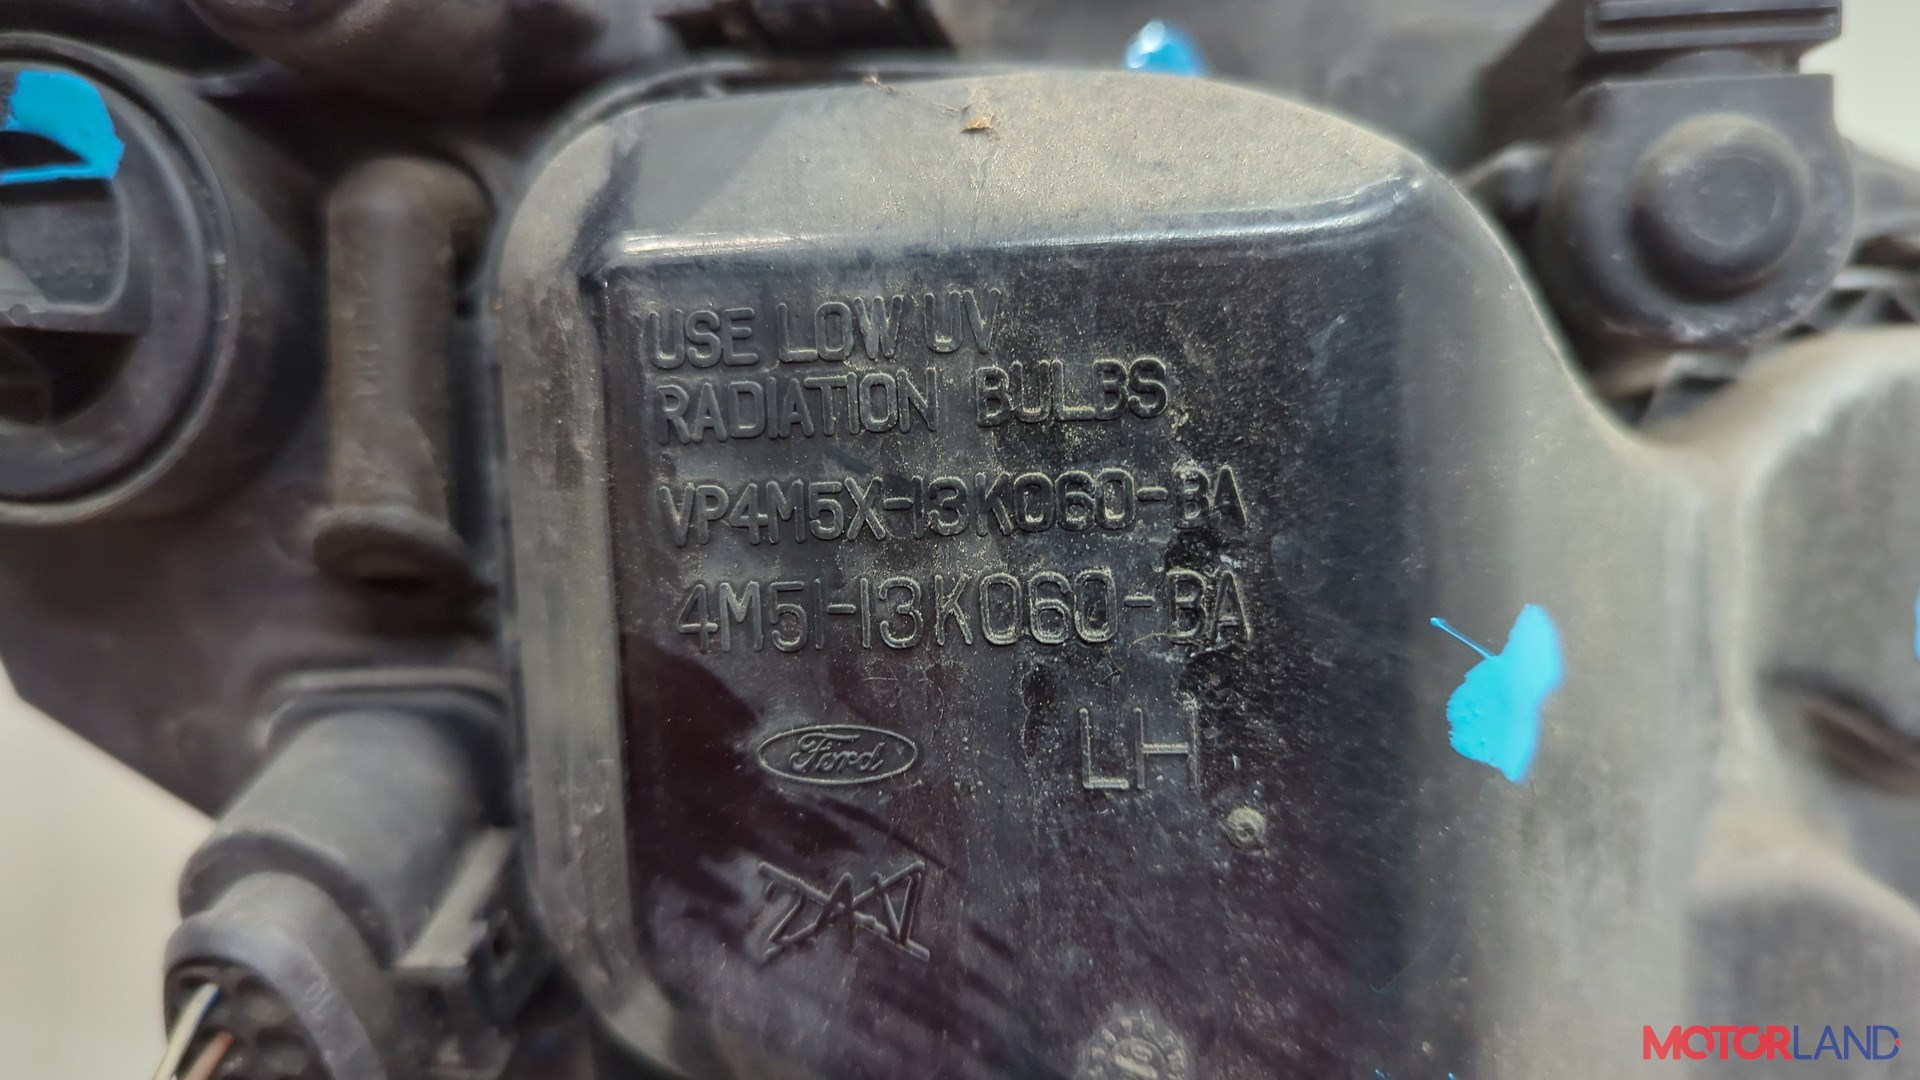 USE LOW UV
RADIATION BULBS
VP4M5X-13K060-BA
4M51-13K060-BA
Ford
LH
MOTORLAND